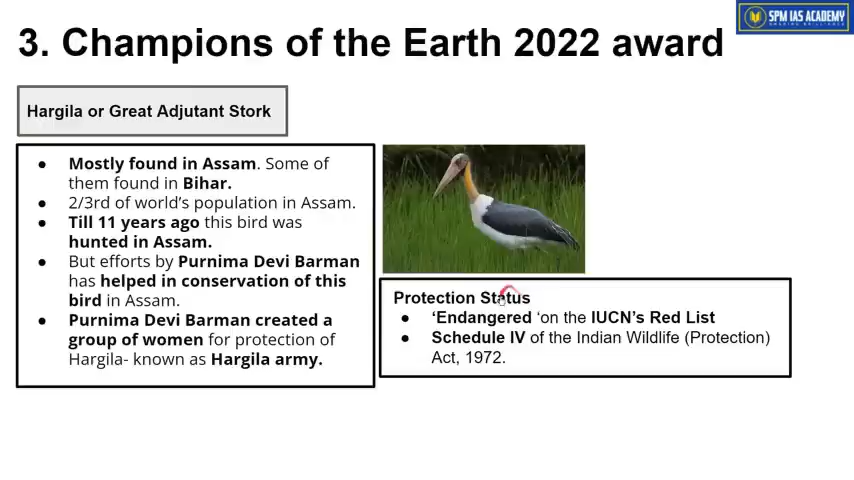 SPM IAS ACADEMY
3. Champions of the Earth 2022 award
Hargila or Great Adjutant Stork
● Mostly found in Assam. Some of
them found in Bihar.
● 2/3rd of world's population in Assam.
● Till 11 years ago this bird was
hunted in Assam.
● But efforts by Purnima Devi Barman
has helped in conservation of this
bird in Assam.
● Purnima Devi Barman created a
group of women for protection of
Hargila- known as Hargila army.
Protection Status
● ‘Endangered ‘on the IUCN’s Red List
● Schedule IV of the Indian Wildlife (Protection)
Act, 1972.